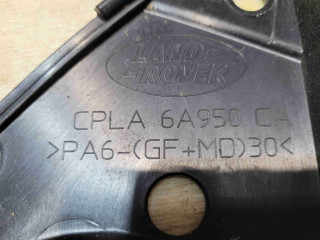 LAND-
-ROVER
CPLA 6A950 CA
>PA6-(GF+MD)30<